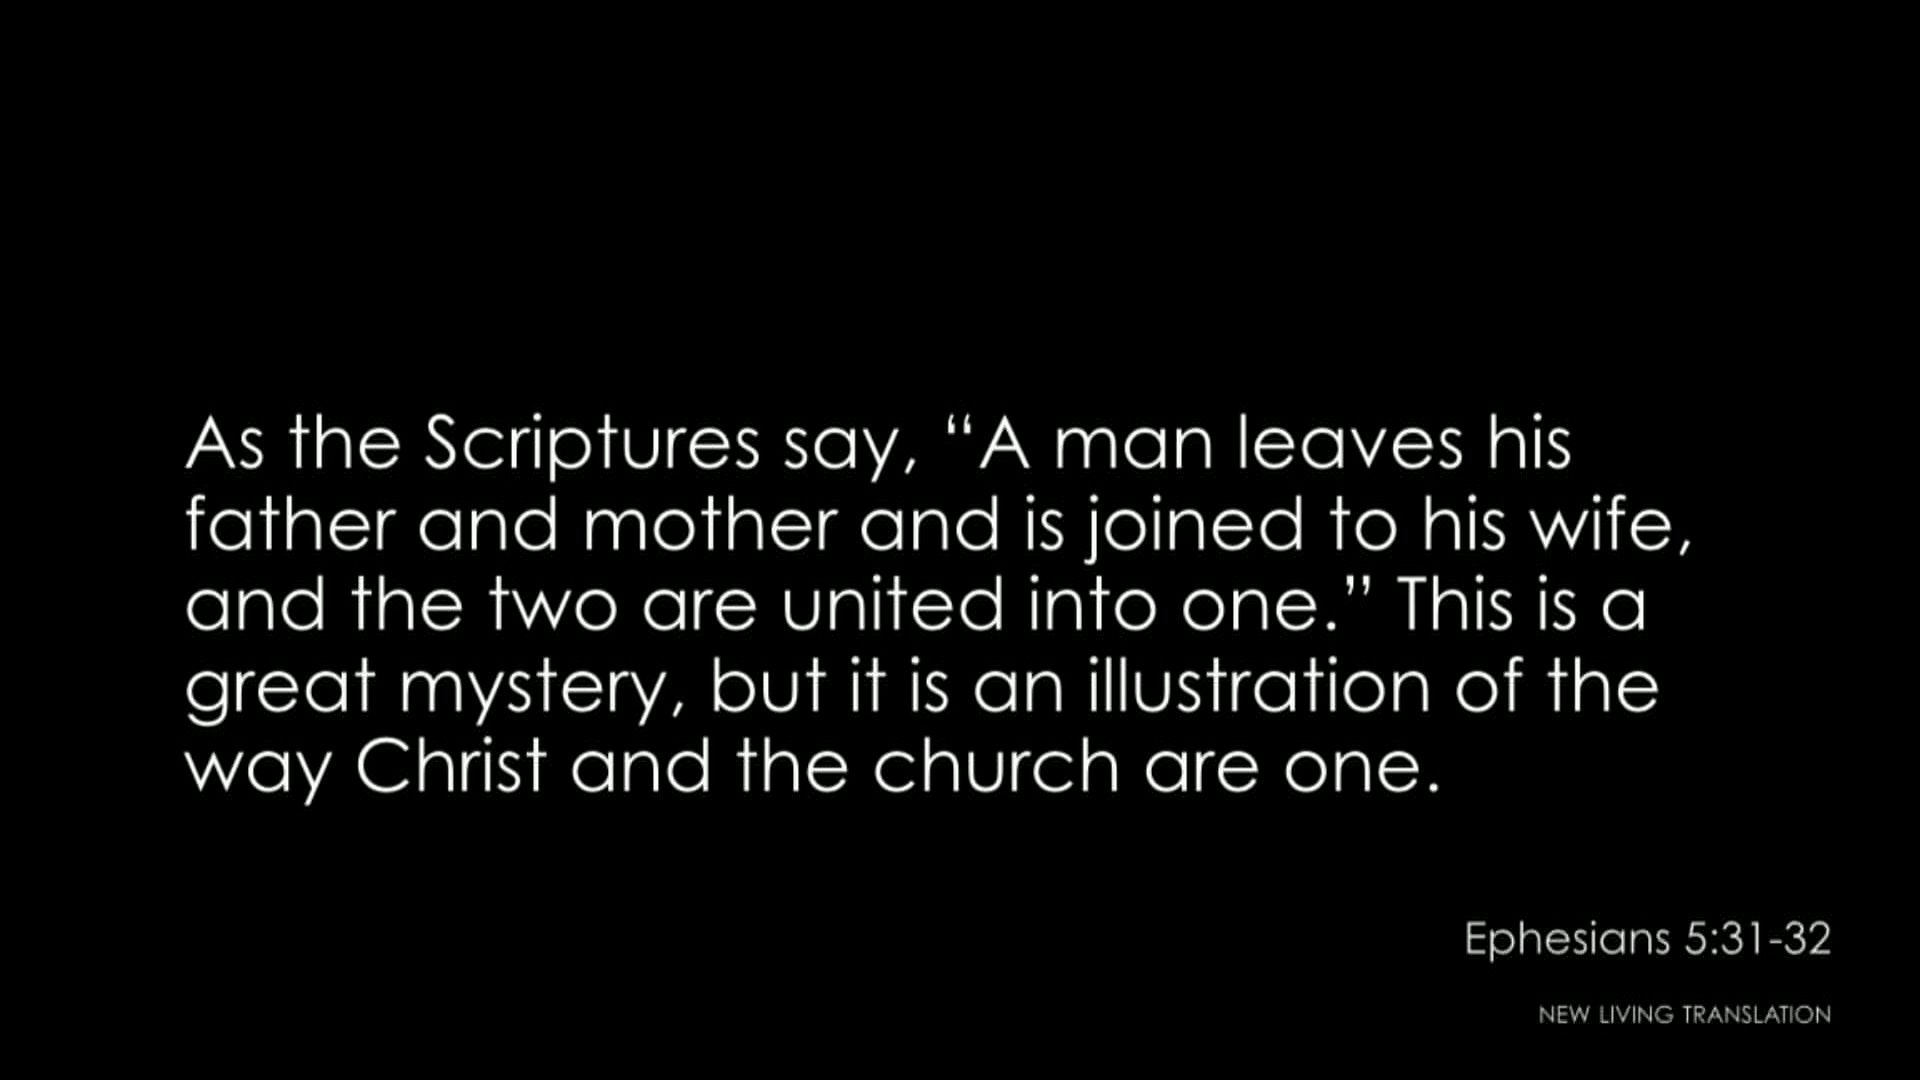 As the Scriptures say, “A man leaves his
father and mother and is joined to his wife,
and the two are united into one.” This is a
great mystery, but it is an illustration of the
way Christ and the church are one.
Ephesians 5:31-32
NEW LIVING TRANSLATION